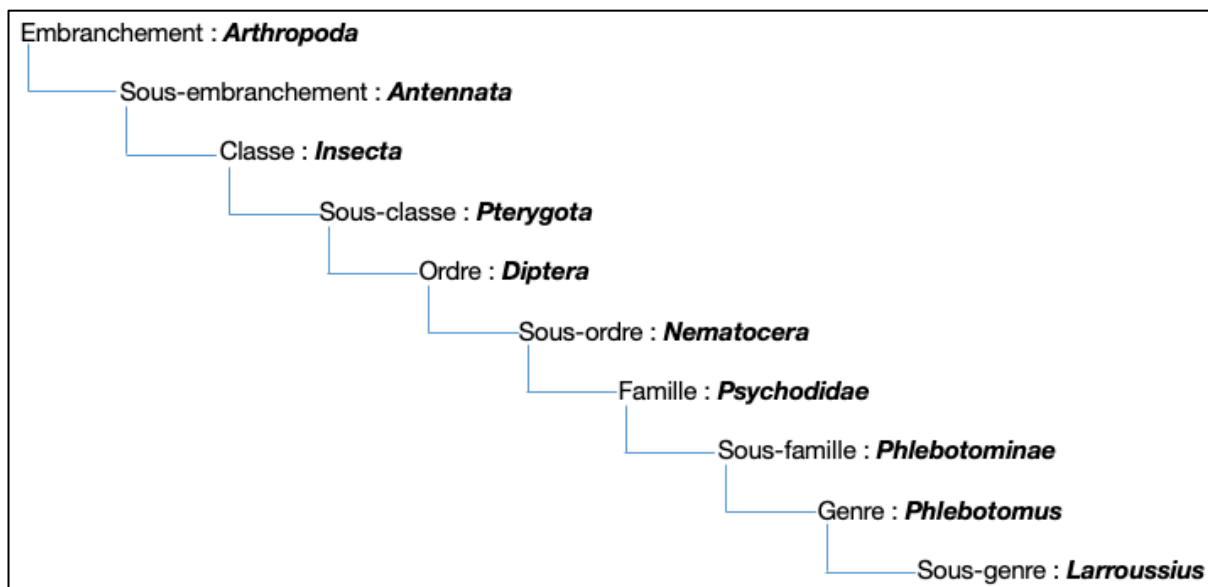 Embranchement : Arthropoda
Sous-embranchement : Antennata
Classe : Insecta
Sous-classe : Pterygota
Ordre : Diptera
Sous-ordre : Nematocera
Famille : Psychodidae
Sous-famille : Phlebotominae
Genre : Phlebotomus
Sous-genre : Larroussius